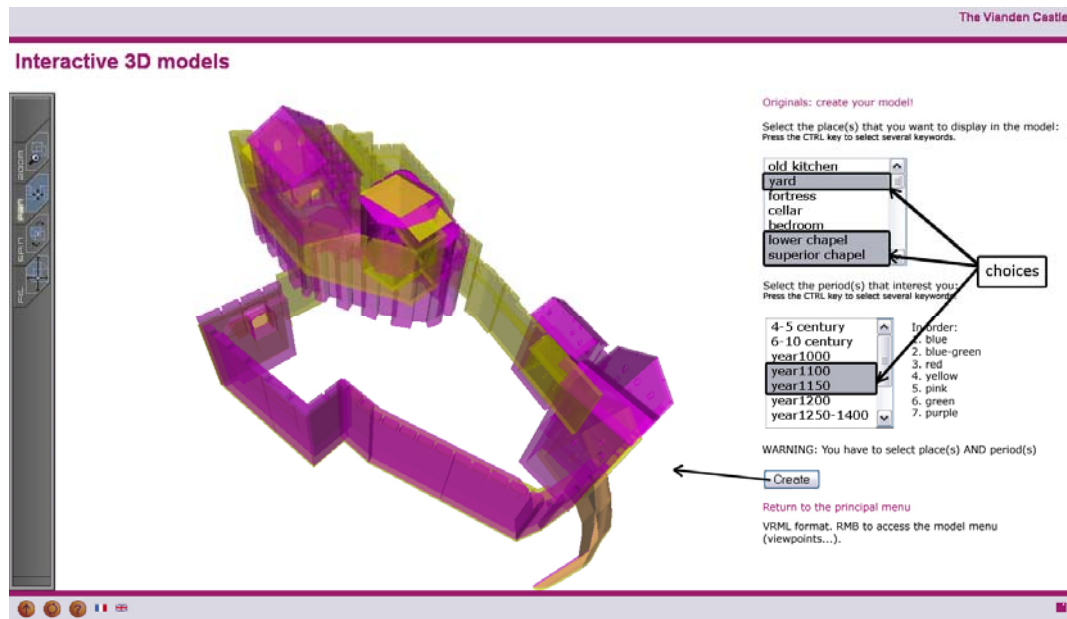 The Vianden Castle
Interactive 3D models
ZOOM
PAN
SPIN
FIT
Originals: create your model!
Select the place(s) that you want to display in the model:
Press the CTRL key to select several keywords.
old kitchen
yard
fortress
cellar
bedroom
lower chapel
superior chapel
choices
Select the period(s) that interest you:
Press the CTRL key to select several keywords.
4-5 century
6-10 century
year1000
year1100
year1150
year1200
year1250-1400
In order:
1. blue
2. blue-green
3. red
4. yellow
5. pink
6. green
7. purple
WARNING: You have to select place(s) AND period(s)
Create
Return to the principal menu
VRML format. RMB to access the model menu
(viewpoints...).
?